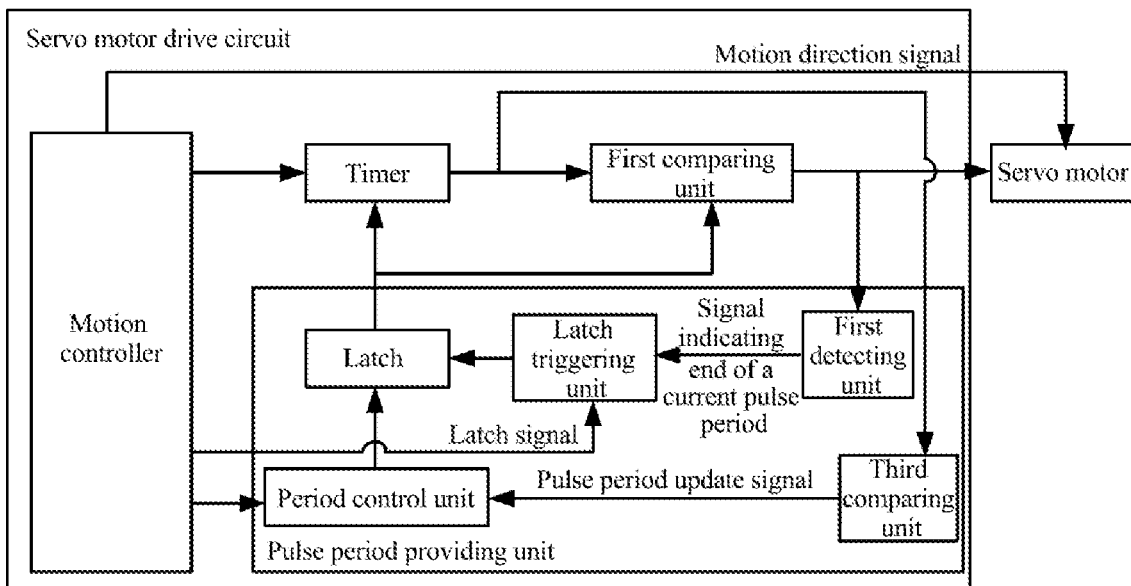 Servo motor drive circuit
Motion direction signal
Timer
First comparing
unit
Servo motor
Motion
controller
Latch
Latch
triggering
unit
Signal
indicating
end of a
current pulse
period
First
detecting
unit
Latch signal
Period control unit
Pulse period update signal
Third
comparing
unit
Pulse period providing unit